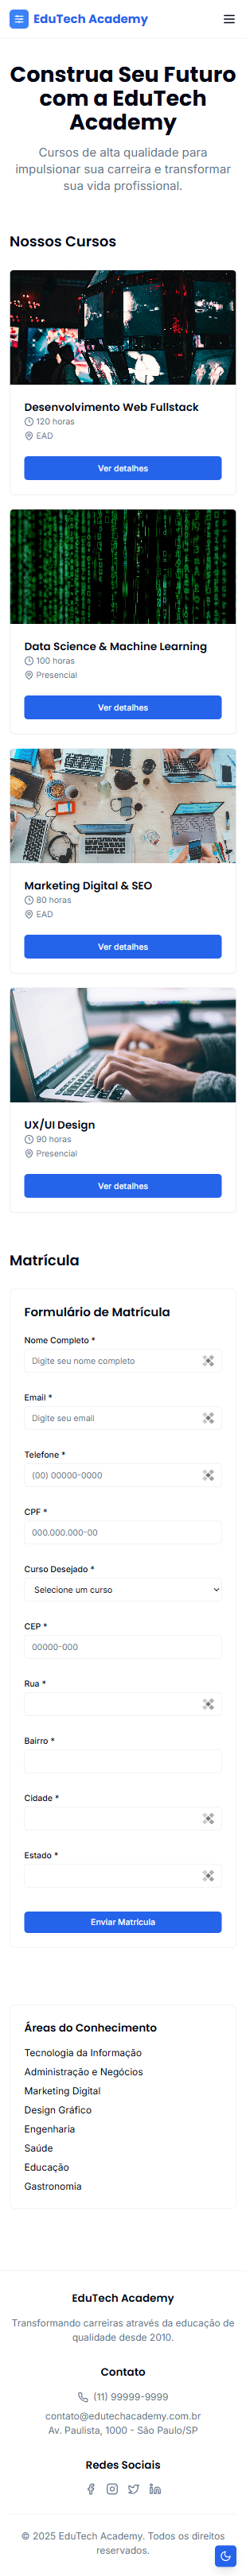 EduTech Academy
Construa Seu Futuro
com a EduTech
Academy
Cursos de alta qualidade para
impulsionar sua carreira e transformar
sua vida profissional.
Nossos Cursos
Desenvolvimento Web Fullstack
120 horas
EAD
Ver detalhes
Data Science & Machine Learning
100 horas
Presencial
Ver detalhes
Marketing Digital & SEO
80 horas
EAD
Ver detalhes
UX/UI Design
90 horas
Presencial
Ver detalhes
Matrícula
Formulário de Matrícula
Nome Completo *
Digite seu nome completo
Email *
Digite seu email
Telefone *
(00) 00000-0000
CPF *
000.000.000-00
Curso Desejado *
Selecione um curso
CEP *
00000-000
Rua *
Bairro *
Cidade *
Estado *
Enviar Matrícula
Áreas do Conhecimento
Tecnologia da Informação
Administração e Negócios
Marketing Digital
Design Gráfico
Engenharia
Saúde
Educação
Gastronomia
EduTech Academy
Transformando carreiras através da educação de
qualidade desde 2010.
Contato
(11) 99999-9999
contato@edutechacademy.com.br
Av. Paulista, 1000 - São Paulo/SP
Redes Sociais
© 2025 EduTech Academy. Todos os direitos
reservados.